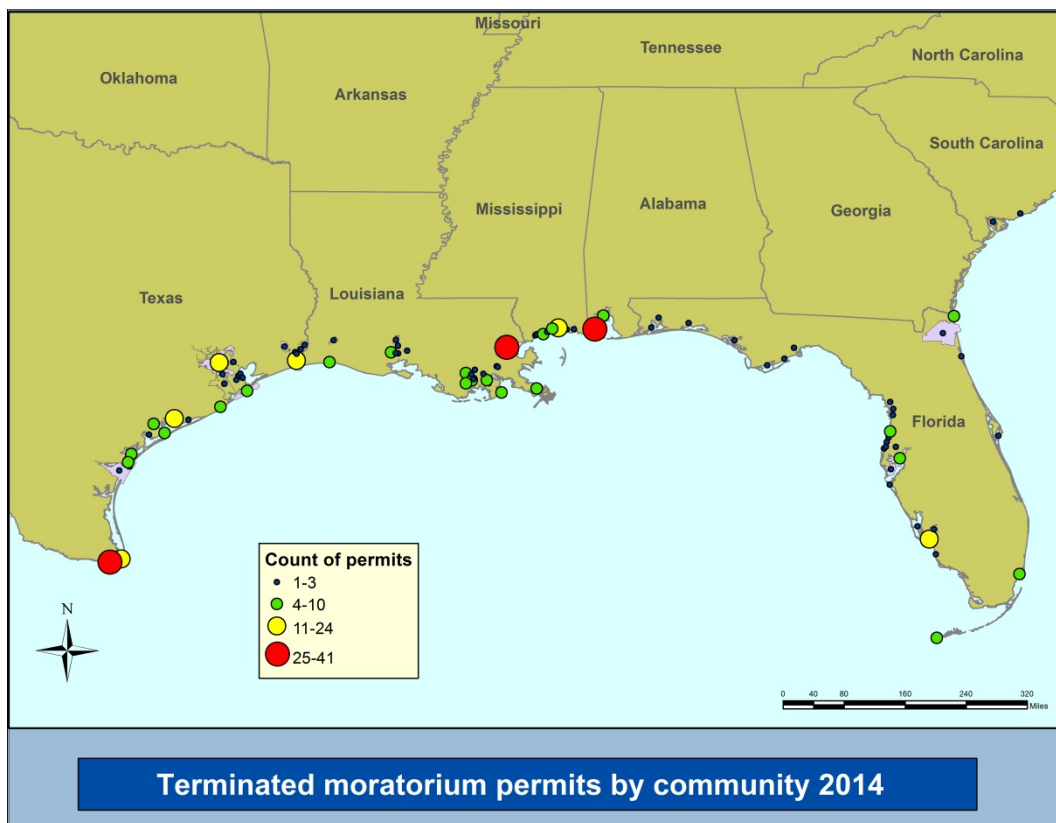 Missouri
Tennessee
North Carolina
Oklahoma
Arkansas
South Carolina
Mississippi
Alabama
Georgia
Texas
Louisiana
Florida
Count of permits
1-3
4-10
11-24
25-41
N
0 40 80 160 240 320
Miles
Terminated moratorium permits by community 2014